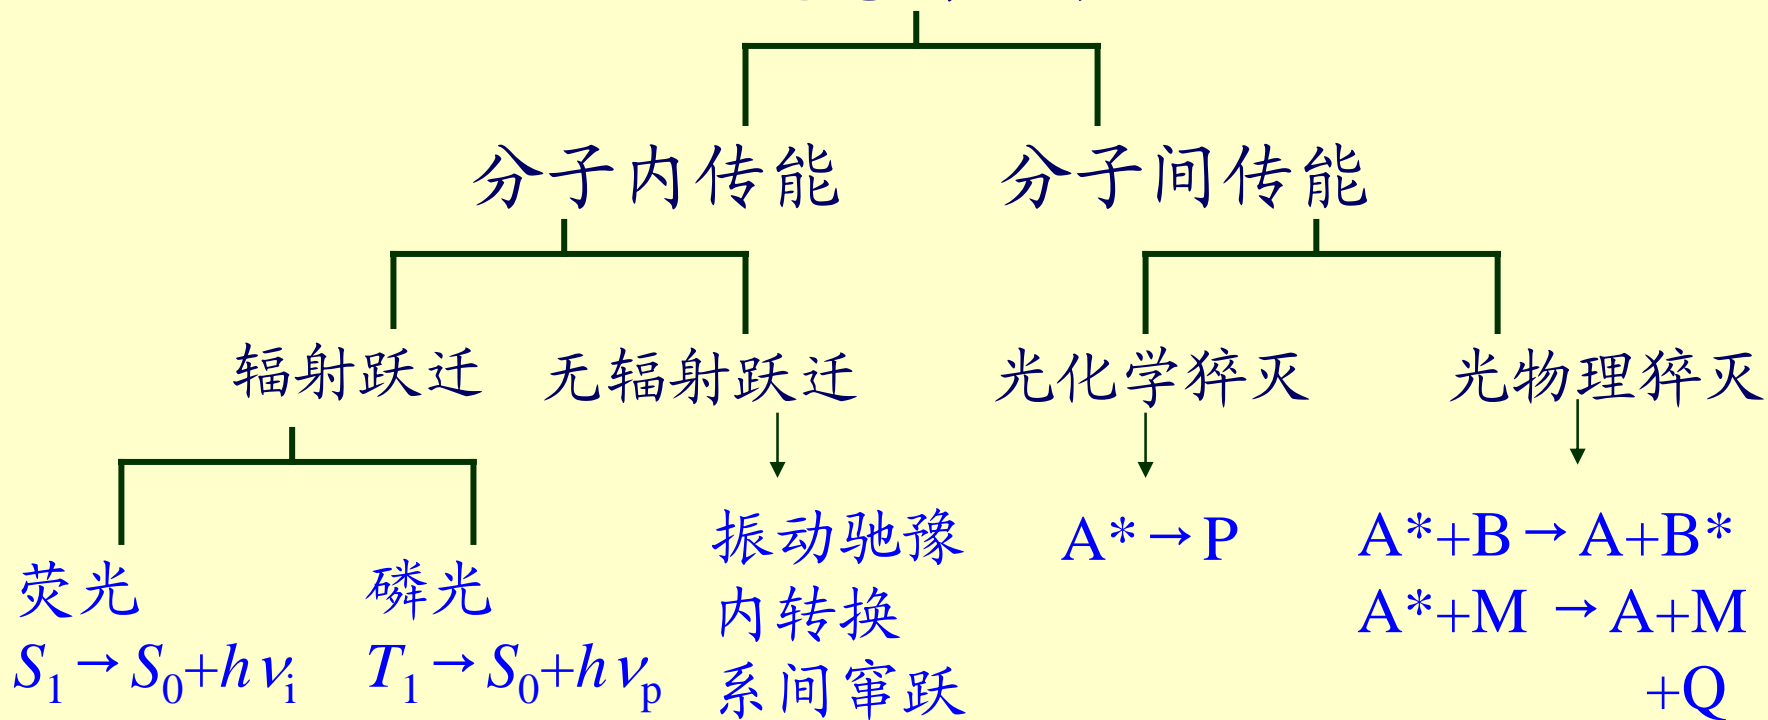 分子内传能 分子间传能
辐射跃迁 无辐射跃迁 光化学猝灭 光物理猝灭
荧光
S₁→S₀+hνᵢ
磷光
T₁→S₀+hνₚ
振动驰豫
内转换
系间窜跃
A*→P
A*+B→A+B*
A*+M →A+M
+Q